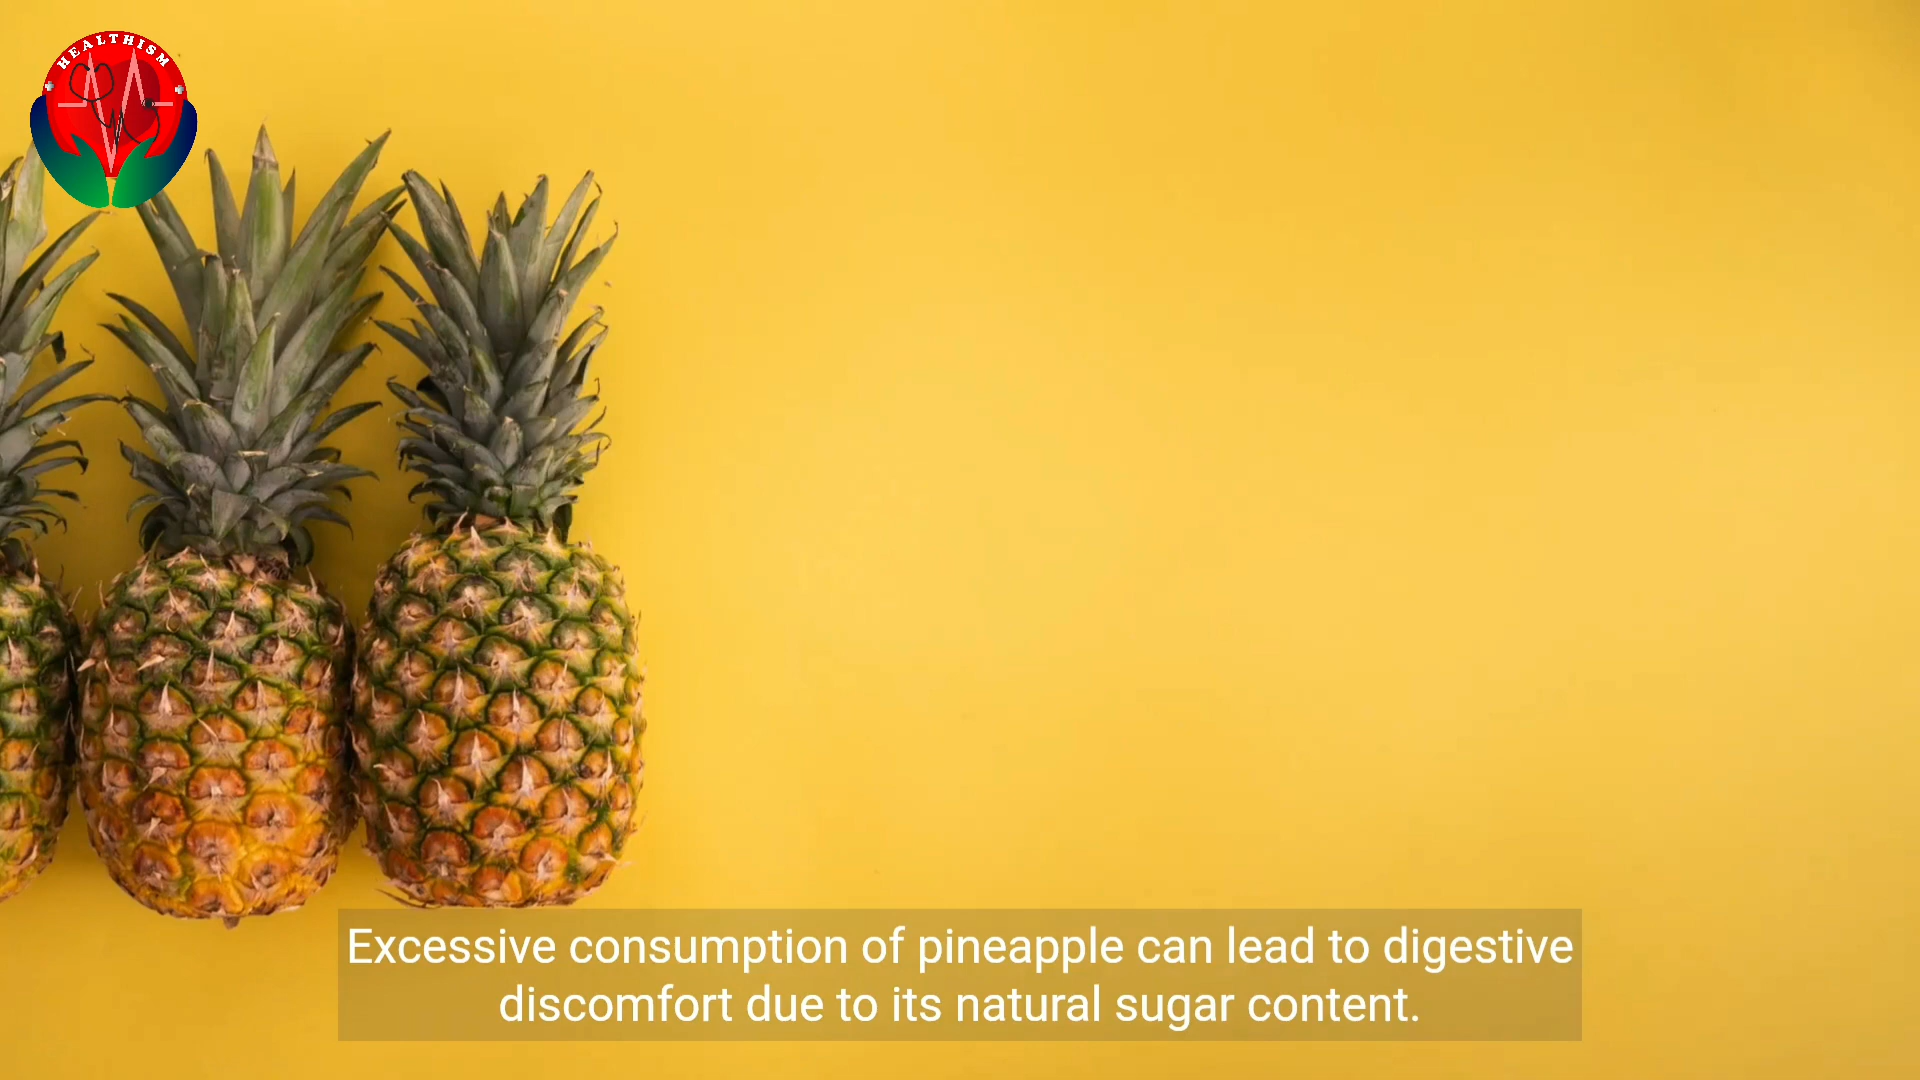 HEALTHISM
Excessive consumption of pineapple can lead to digestive
discomfort due to its natural sugar content.